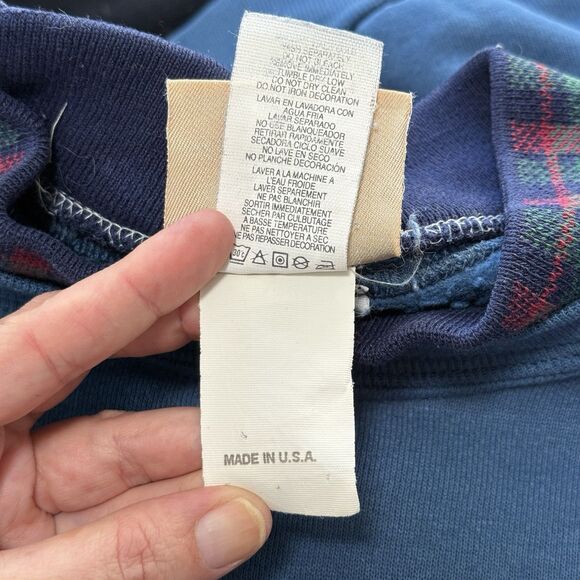 WASH SEPARATELY
DO NOT BLEACH
REMOVE IMMEDIATELY
TUMBLE DRY LOW
DO NOT DRY CLEAN
DO NOT IRON DECORATION
LAVAR EN LAVADORA CON
AGUA FRIA
LAVAR SEPARADO
NO USE BLANQUEADOR
RETIRAR RAPIDAMENTE
SECADORA CICLO SUAVE
NO LAVE EN SECO
NO PLANCHE DECORACIÓN
LAVER A LA MACHINE A
L'EAU FROIDE
LAVER SEPAREMENT
NE PAS BLANCHIR
SORTIR IMMEDIATEMENT
SECHER PAR CULBUTAGE
A BASSE TEMPERATURE
NE PAS NETTOYER A SEC
NE PAS REPASSER DECORATION
30°
MADE IN U.S.A.